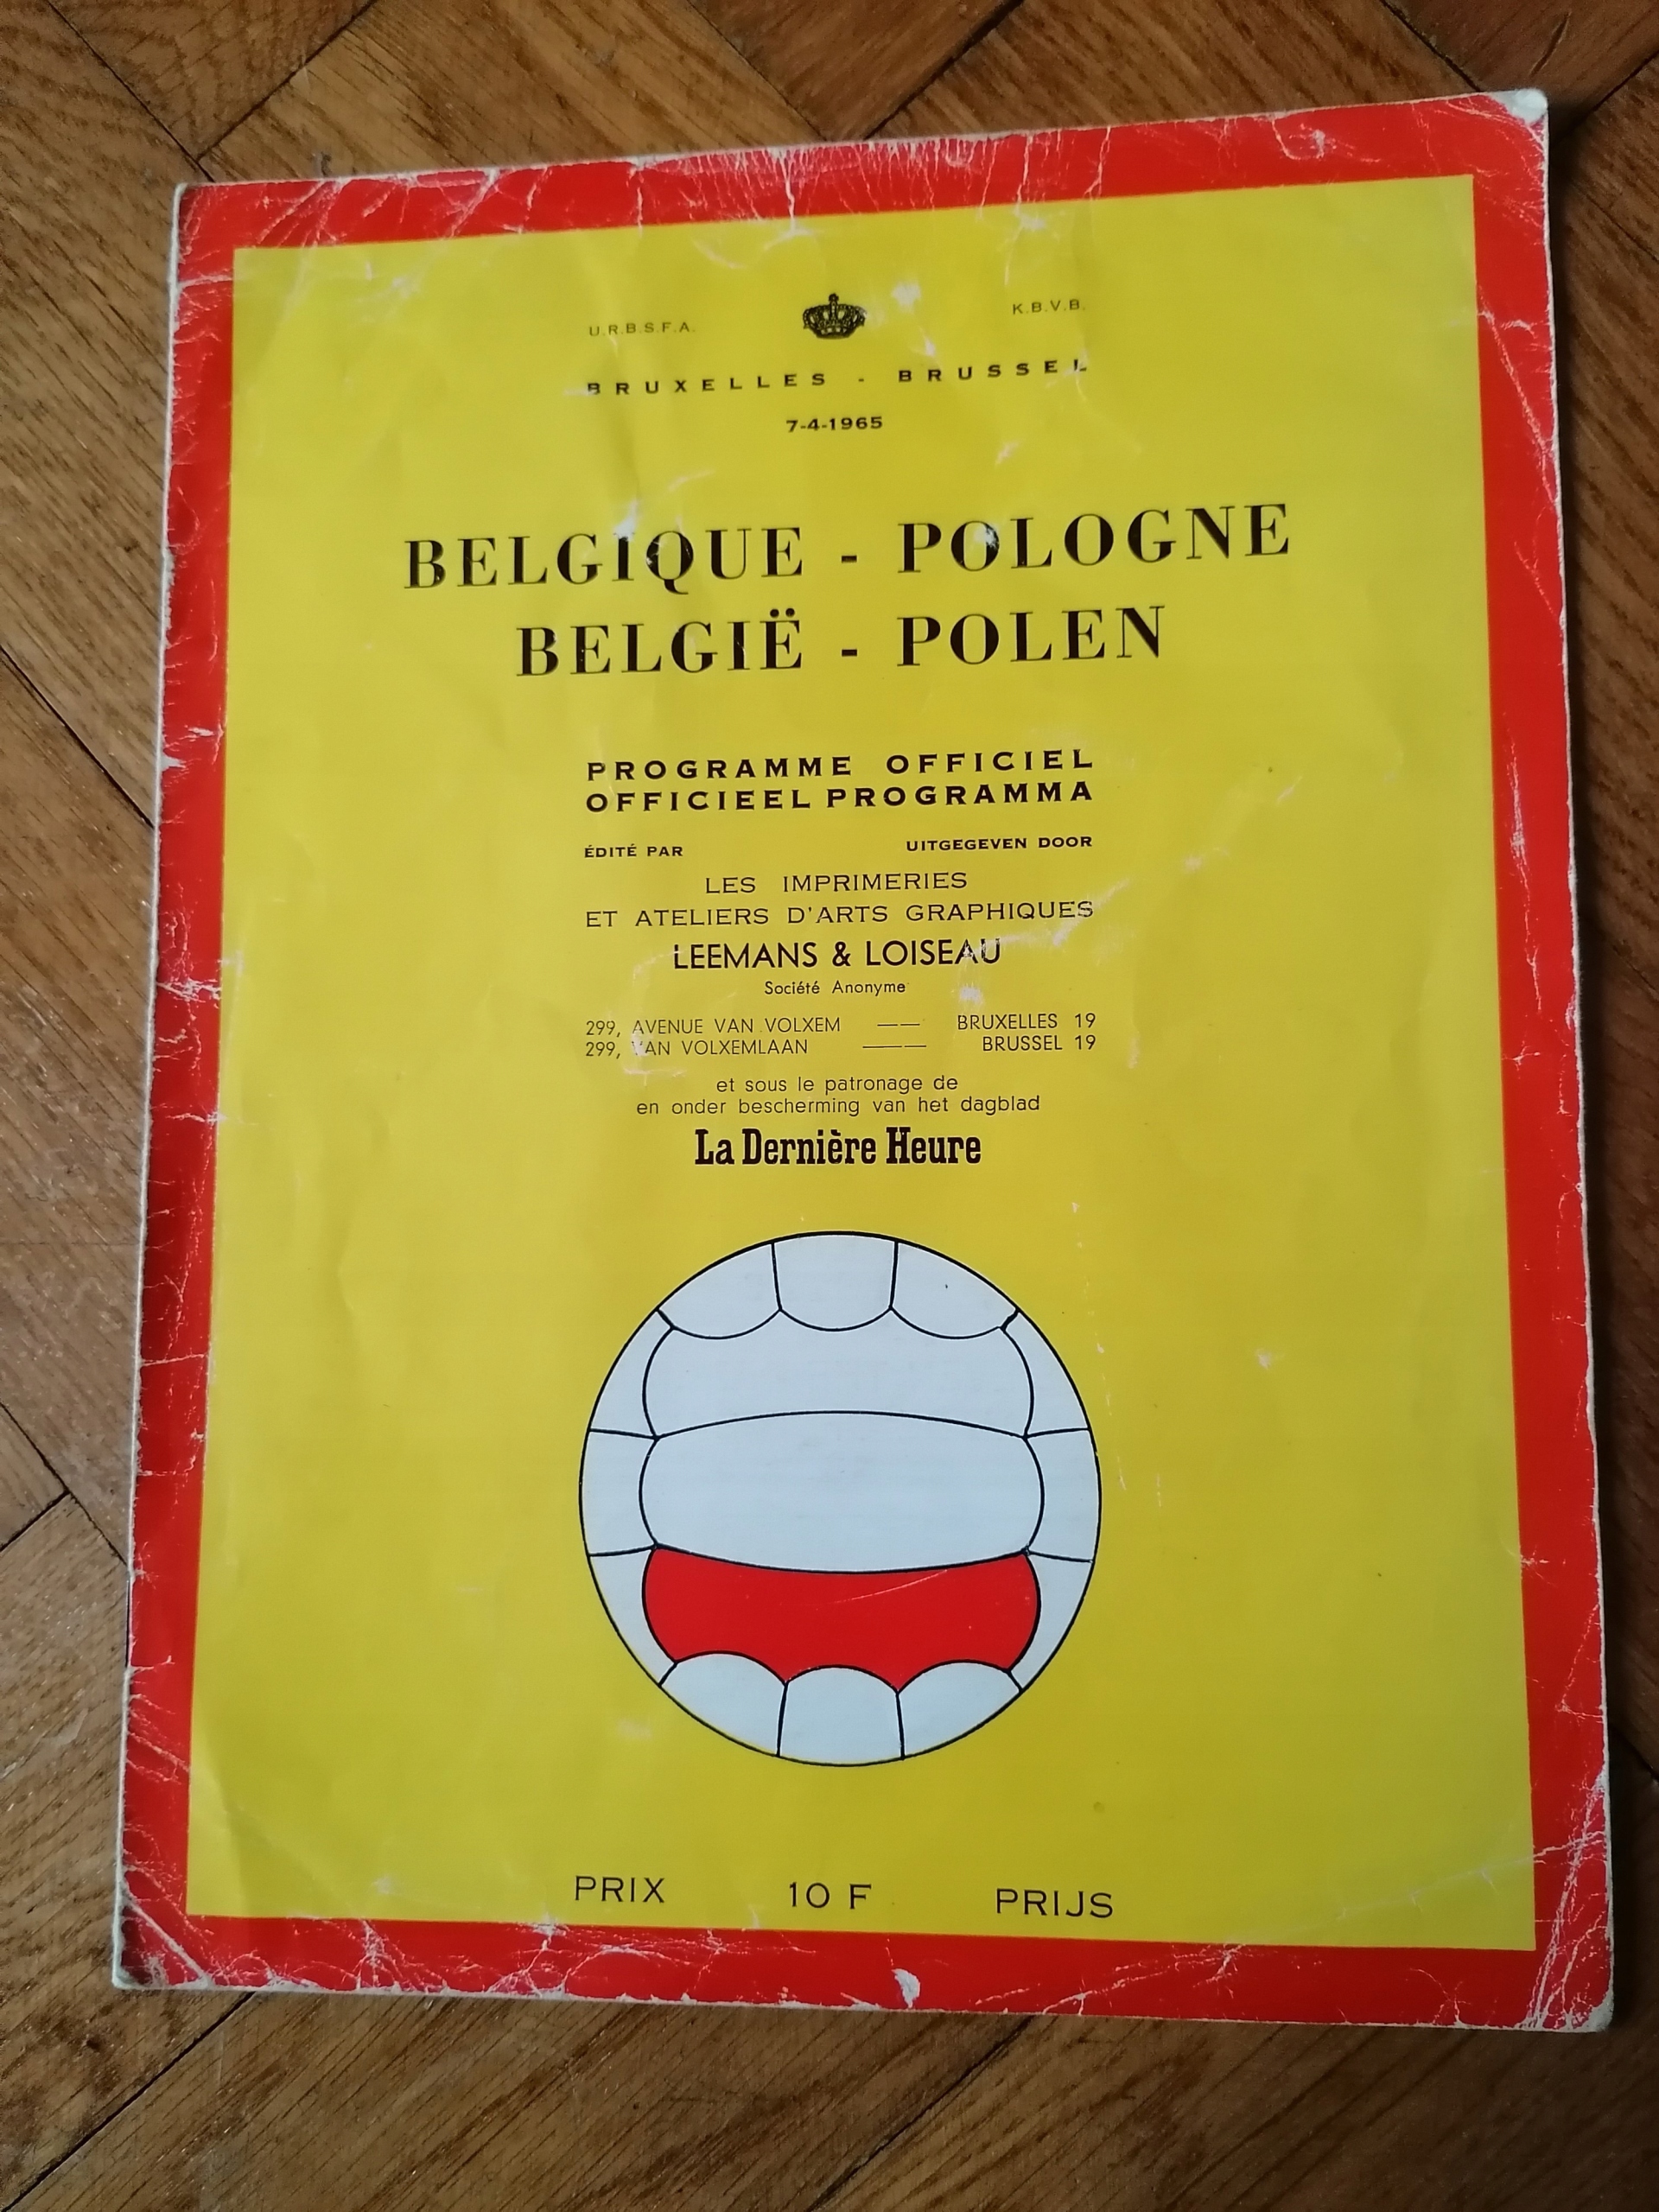 U.R.B.S.F.A. K.B.V.B.
BRUXELLES - BRUSSEL
7-4-1965
BELGIQUE - POLOGNE
BELGIË - POLEN
PROGRAMME OFFICIEL
OFFICIEEL PROGRAMMA
ÉDITÉ PAR UITGEGEVEN DOOR
LES IMPRIMERIES
ET ATELIERS D'ARTS GRAPHIQUES
LEEMANS & LOISEAU
Société Anonyme
299, AVENUE VAN VOLXEM —— BRUXELLES 19
299, VAN VOLXEMLAAN ——— BRUSSEL 19
et sous le patronage de
en onder bescherming van het dagblad
La Dernière Heure
PRIX 10 F PRIJS